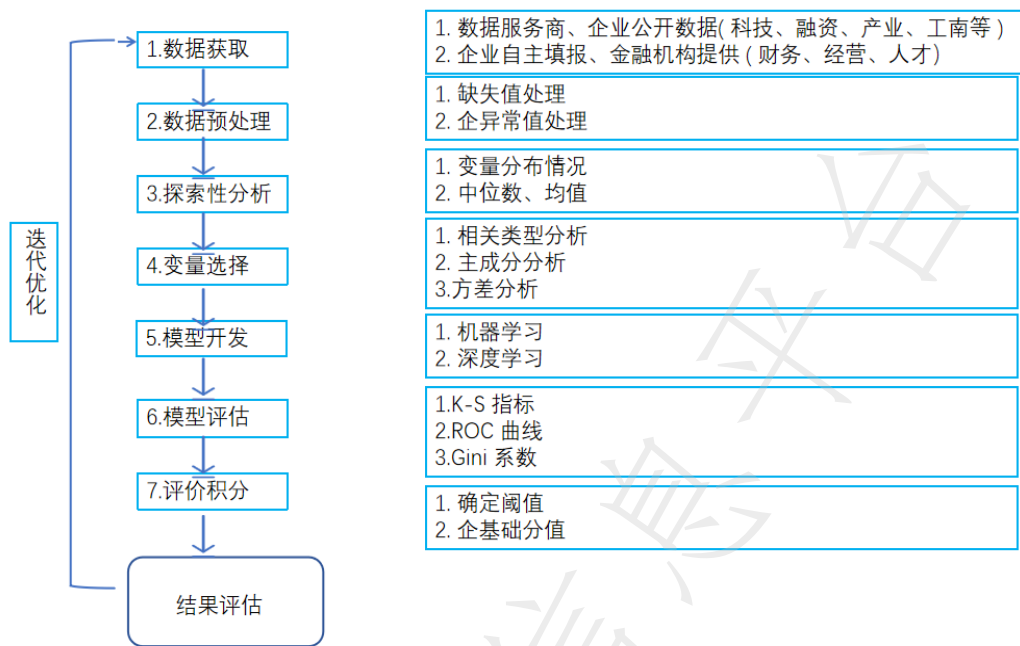 1.数据获取
1. 数据服务商、企业公开数据( 科技、融资、产业、工南等 )
2. 企业自主填报、金融机构提供 ( 财务、经营、人才)
2.数据预处理
1. 缺失值处理
2. 企异常值处理
3.探索性分析
1. 变量分布情况
2. 中位数、均值
迭代优化
4.变量选择
1. 相关类型分析
2. 主成分分析
3.方差分析
5.模型开发
1. 机器学习
2. 深度学习
6.模型评估
1.K-S 指标
2.ROC 曲线
3.Gini 系数
7.评价积分
1. 确定阈值
2. 企基础分值
结果评估
息平台